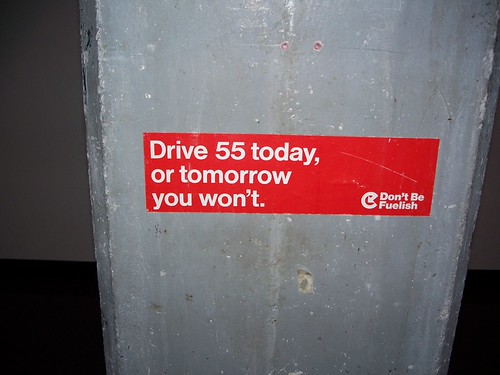 Drive 55 today,
or tomorrow
you won't.
Don't Be
Fuelish